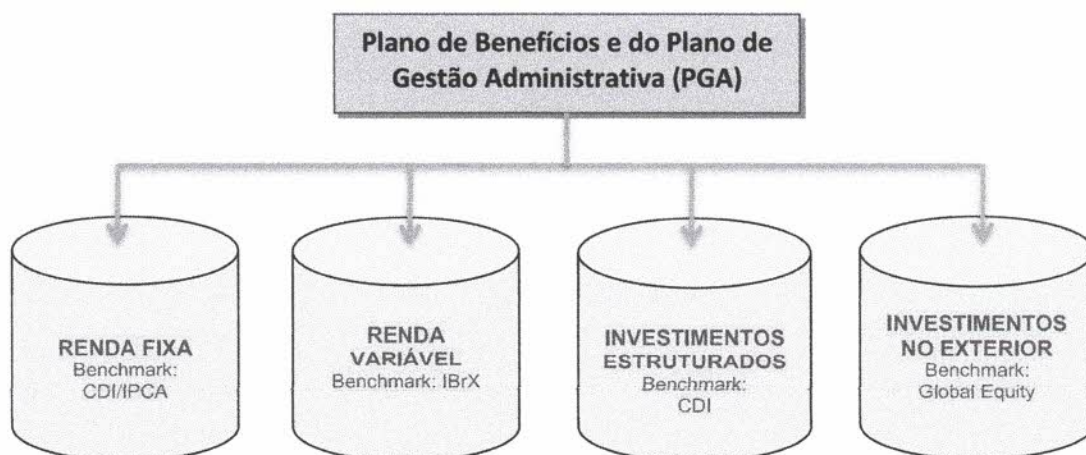 Plano de Benefícios e do Plano de
Gestão Administrativa (PGA)
RENDA FIXA
Benchmark:
CDI/IPCA
RENDA
VARIÁVEL
Benchmark: IBrX
INVESTIMENTOS
ESTRUTURADOS
Benchmark:
CDI
INVESTIMENTOS
NO EXTERIOR
Benchmark:
Global Equity